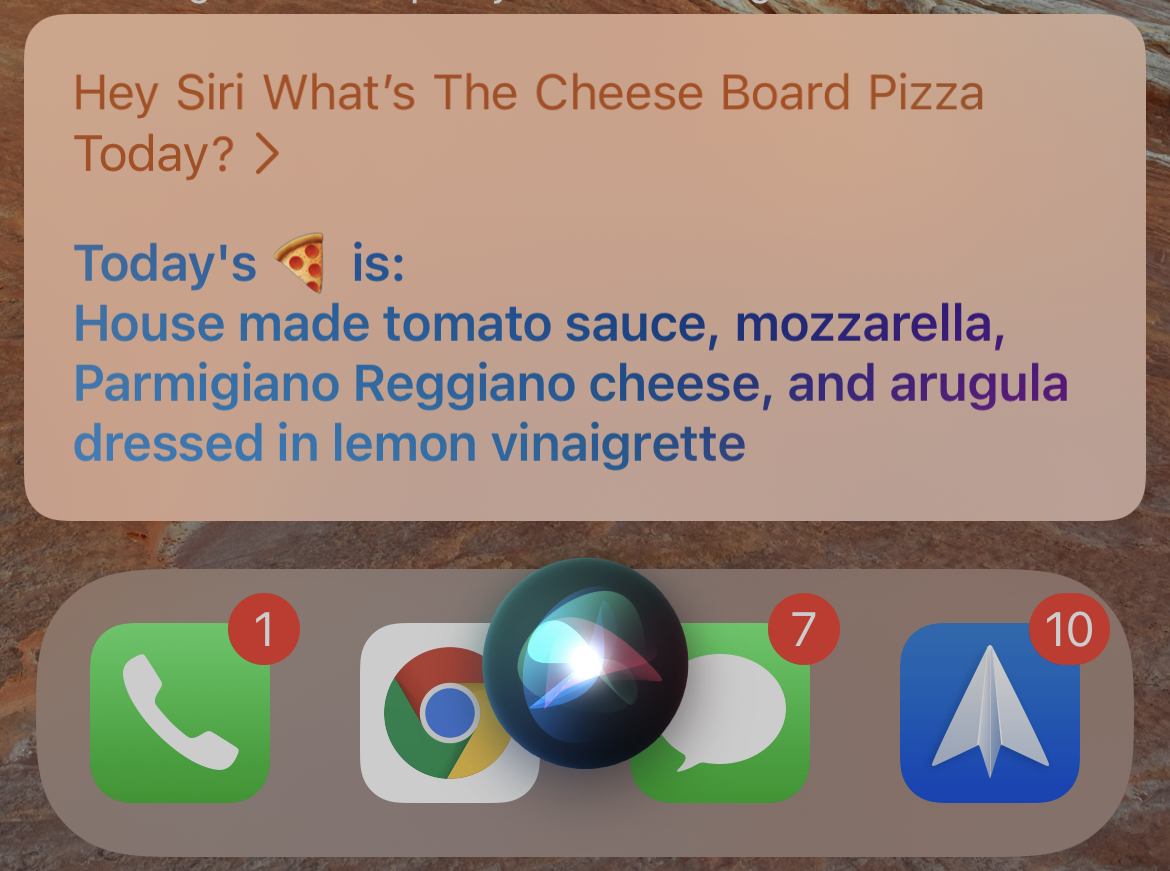 Hey Siri What’s The Cheese Board Pizza
Today? >
Today's 🍕 is:
House made tomato sauce, mozzarella,
Parmigiano Reggiano cheese, and arugula
dressed in lemon vinaigrette
1
7
10